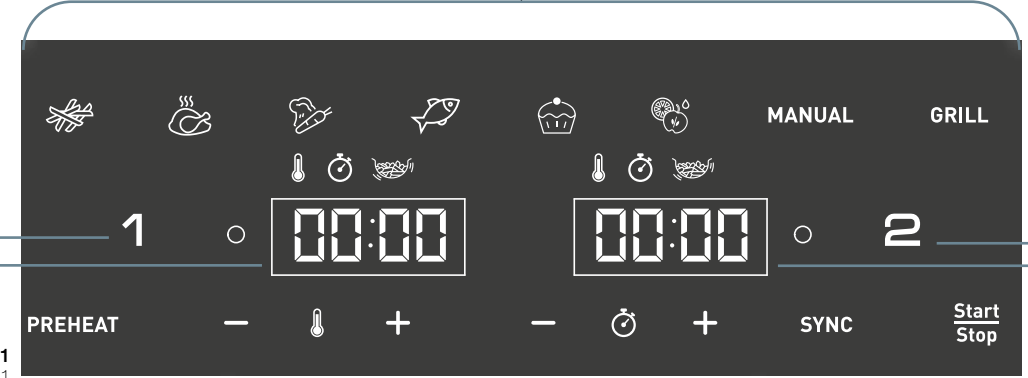 MANUAL GRILL
1 00:00 00:00 2
PREHEAT − + − + SYNC Start
Stop
1
1